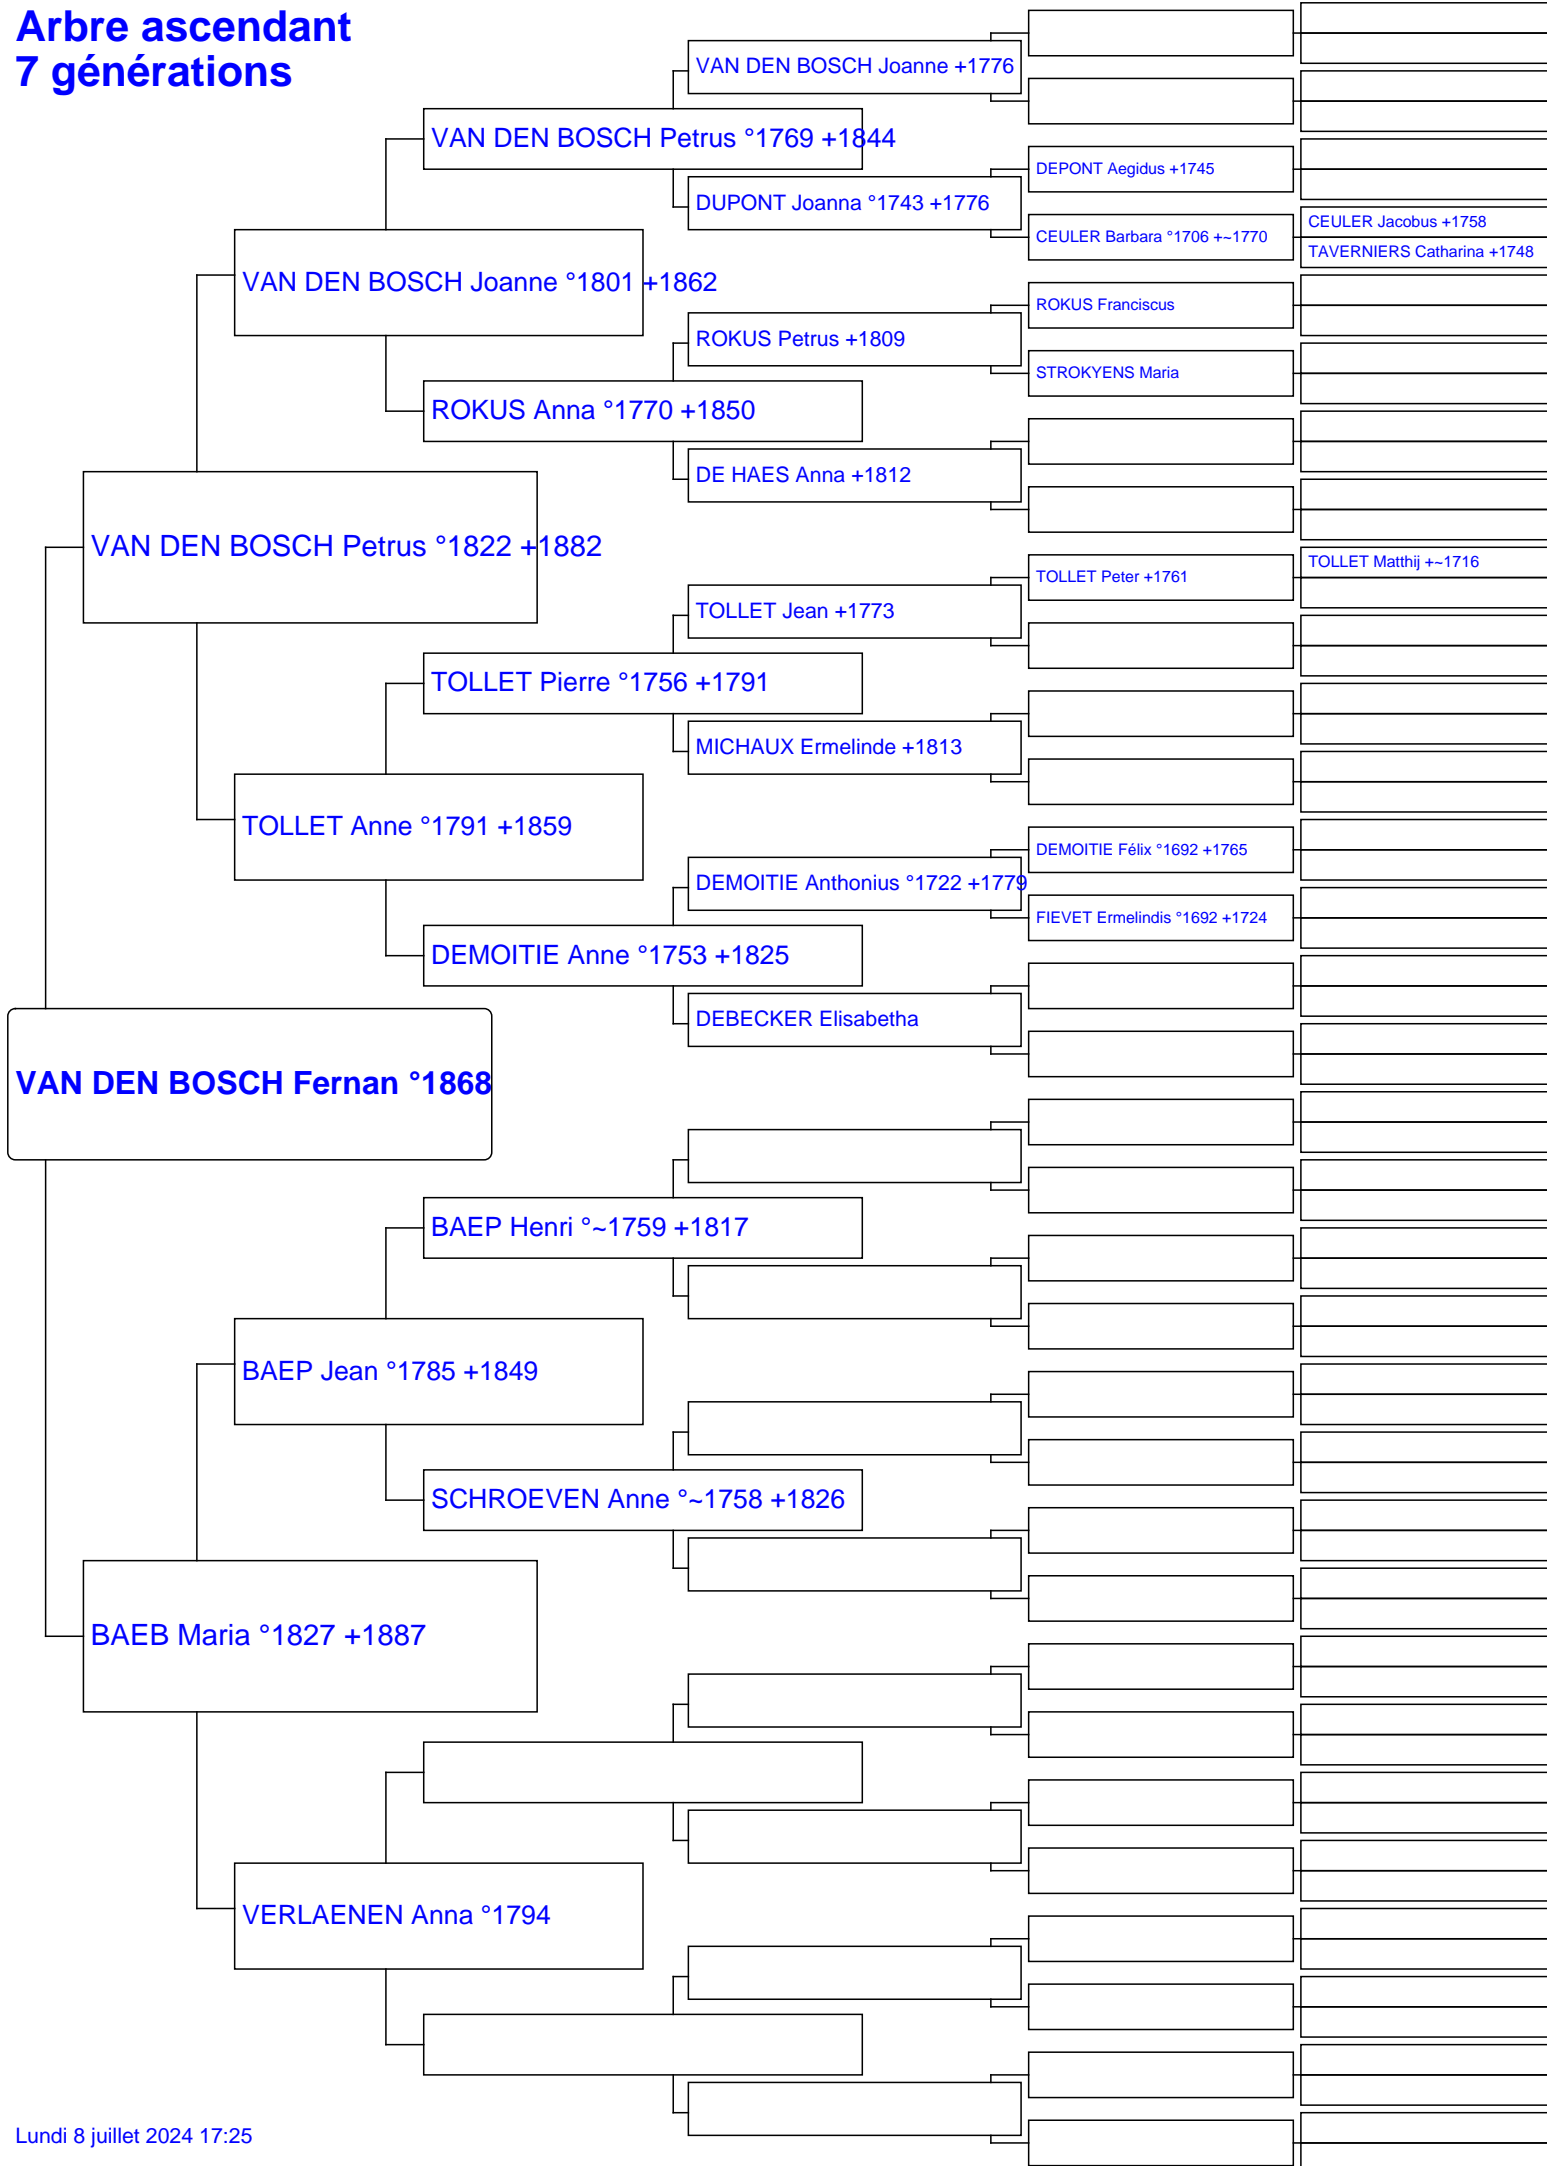 Arbre ascendant
7 générations
VAN DEN BOSCH Joanne +1776
VAN DEN BOSCH Petrus °1769 +1844
DEPONT Aegidus +1745
DUPONT Joanna °1743 +1776
CEULER Jacobus +1758
CEULER Barbara °1706 +~1770
TAVERNIERS Catharina +1748
VAN DEN BOSCH Joanne °1801 +1862
ROKUS Franciscus
ROKUS Petrus +1809
STROKYENS Maria
ROKUS Anna °1770 +1850
DE HAES Anna +1812
VAN DEN BOSCH Petrus °1822 +1882
TOLLET Matthij +~1716
TOLLET Peter +1761
TOLLET Jean +1773
TOLLET Pierre °1756 +1791
MICHAUX Ermelinde +1813
TOLLET Anne °1791 +1859
DEMOITIE Félix °1692 +1765
DEMOITIE Anthonius °1722 +1779
FIEVET Ermelindis °1692 +1724
DEMOITIE Anne °1753 +1825
DEBECKER Elisabetha
VAN DEN BOSCH Fernan °1868
BAEP Henri °~1759 +1817
BAEP Jean °1785 +1849
SCHROEVEN Anne °~1758 +1826
BAEB Maria °1827 +1887
VERLAENEN Anna °1794
Lundi 8 juillet 2024 17:25